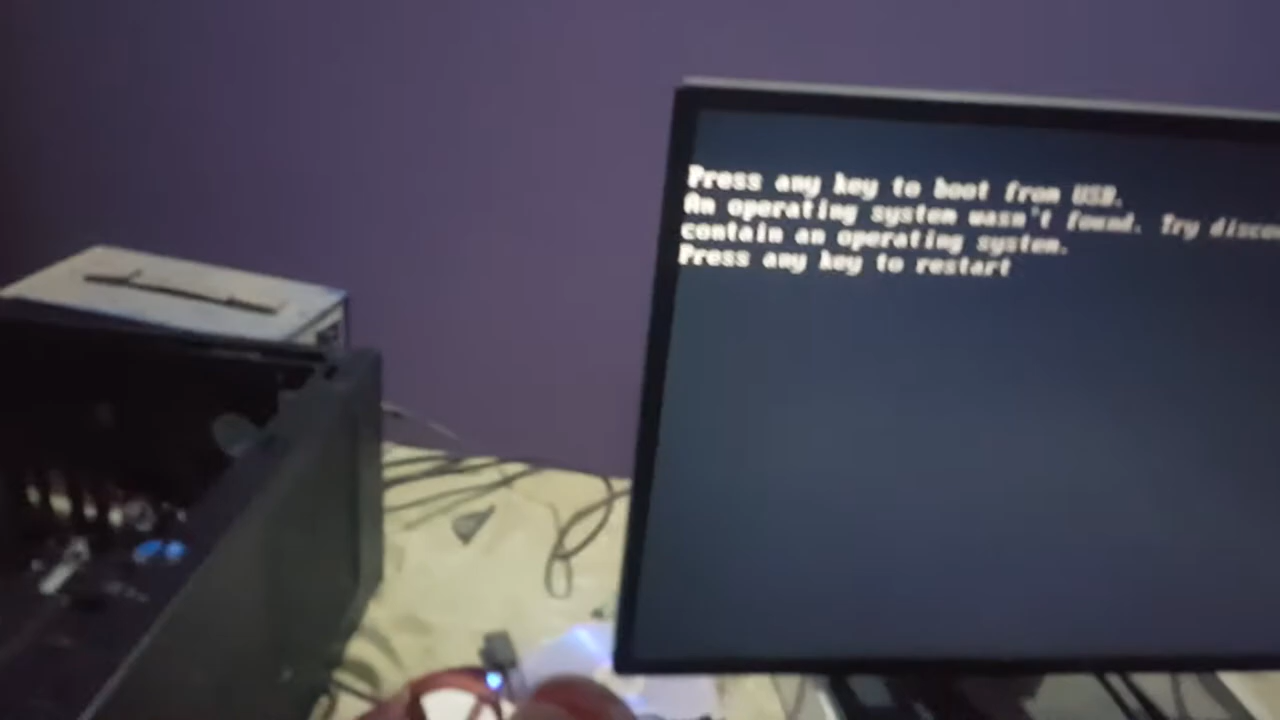 Press any key to boot from USB.
An operating system wasn't found. Try disco
contain an operating system.
Press any key to restart